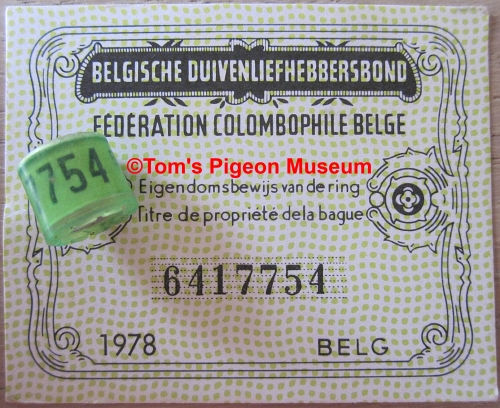 BELGISCHE DUIVENLIEFHEBBERSBOND
FÉDÉRATION COLOMBOPHILE BELGE
©Tom's Pigeon Museum
754
Eigendomsbewijs van de ring
Titre de propriété de la bague
6417754
1978 BELG